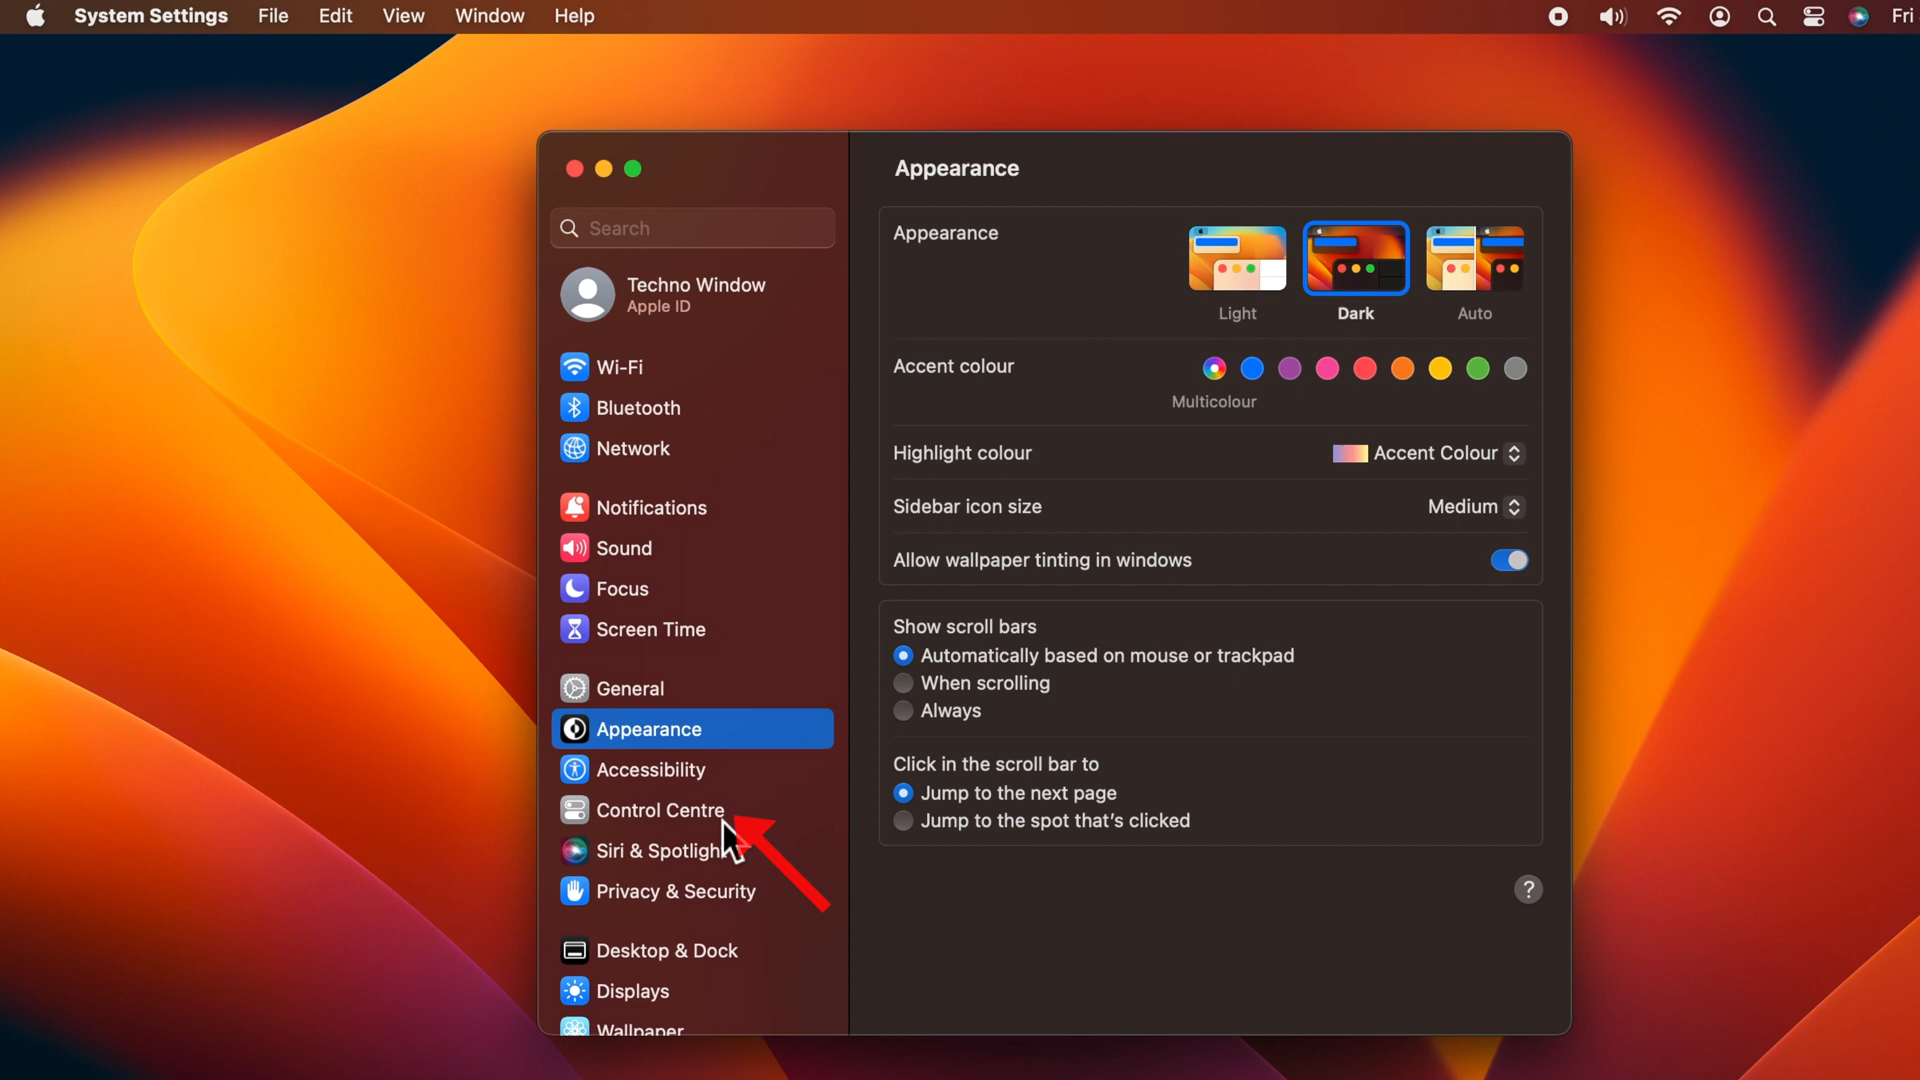 System Settings File Edit View Window Help Fri
Search
Techno Window
Apple ID
Wi-Fi
Bluetooth
Network
Notifications
Sound
Focus
Screen Time
General
Appearance
Accessibility
Control Centre
Siri & Spotlight
Privacy & Security
Desktop & Dock
Displays
Wallpaper
Appearance
Appearance
Light Dark Auto
Accent colour
Multicolour
Highlight colour Accent Colour
Sidebar icon size Medium
Allow wallpaper tinting in windows
Show scroll bars
Automatically based on mouse or trackpad
When scrolling
Always
Click in the scroll bar to
Jump to the next page
Jump to the spot that's clicked
?